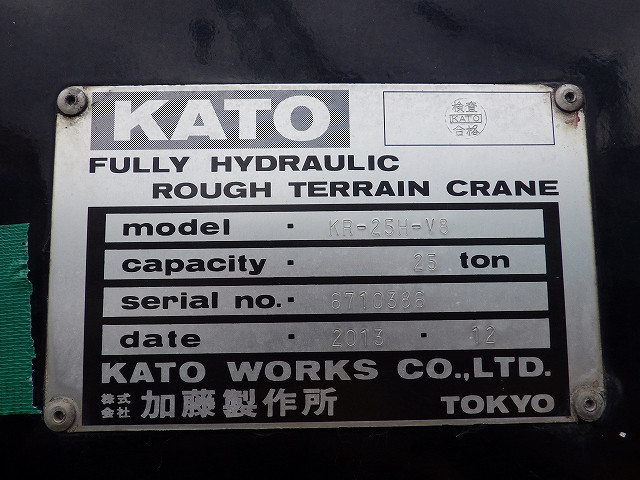 KATO
検査
KATO
合格
FULLY HYDRAULIC
ROUGH TERRAIN CRANE
model · KR-25H-V8
capacity · 25 ton
serial no. · 6710386
date · 2013 · 12
KATO WORKS CO.,LTD.
株式会社 加藤製作所 TOKYO